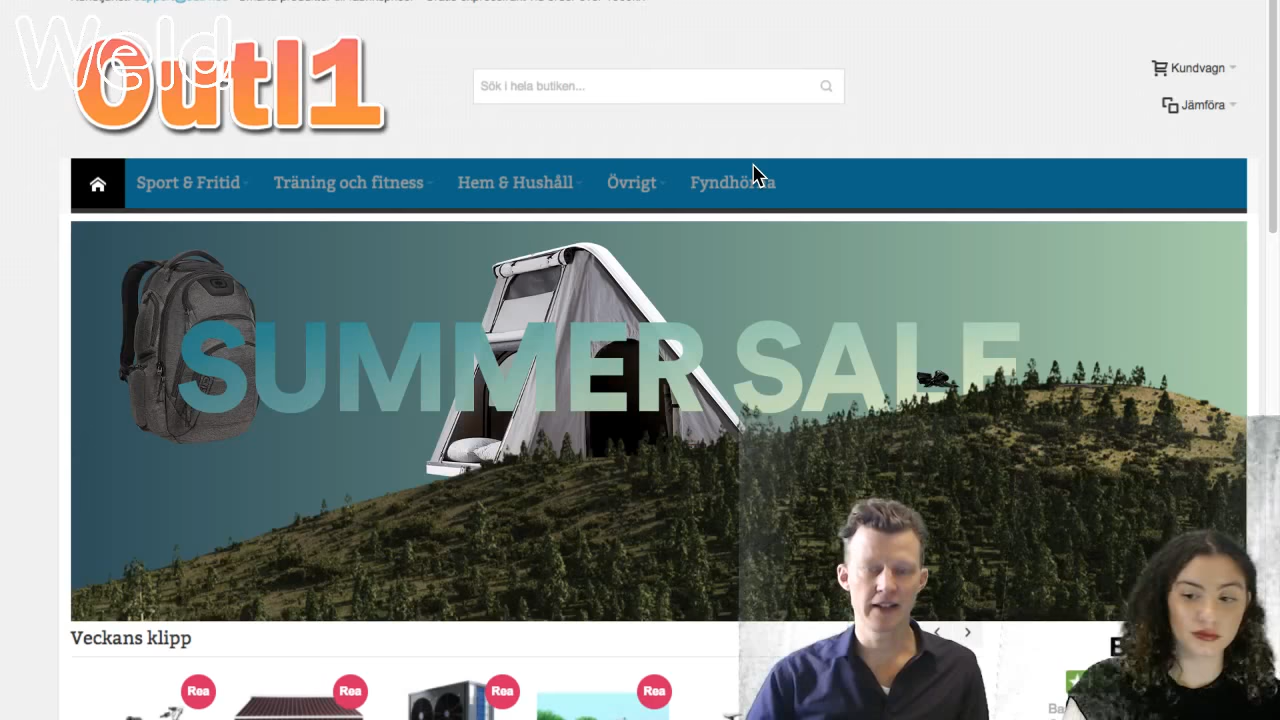 Weld
Outl1
Sök i hela butiken...
Kundvagn
Jämföra
Sport & Fritid
Träning och fitness
Hem & Hushåll
Övrigt
SUMMER SALE
Veckans klipp
Rea
Rea
Rea
Rea